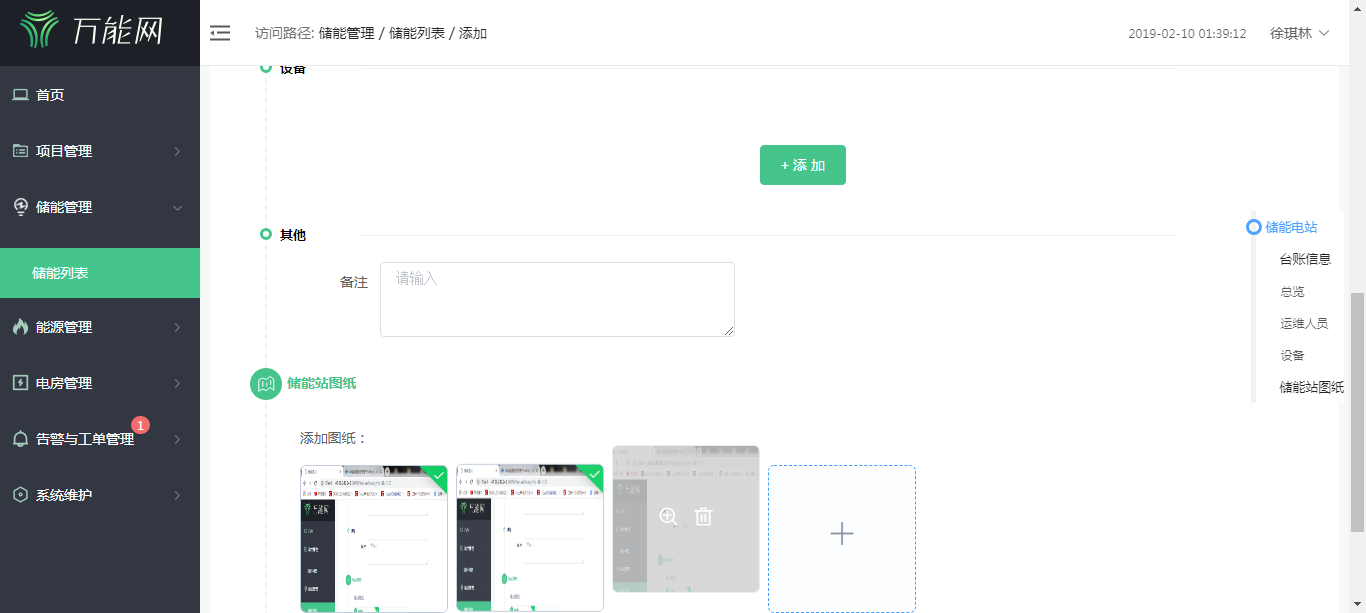 万能网
访问路径: 储能管理 / 储能列表 / 添加
2019-02-10 01:39:12
徐琪林
首页
项目管理
储能管理
储能列表
能源管理
电房管理
告警与工单管理
1
系统维护
设备
+ 添 加
其他
备注
请输入
储能站图纸
添加图纸：
储能电站
台账信息
总览
运维人员
设备
储能站图纸